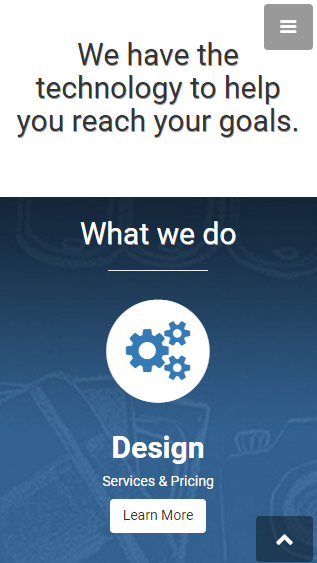 We have the
technology to help
you reach your goals.
What we do
Design
Services & Pricing
Learn More